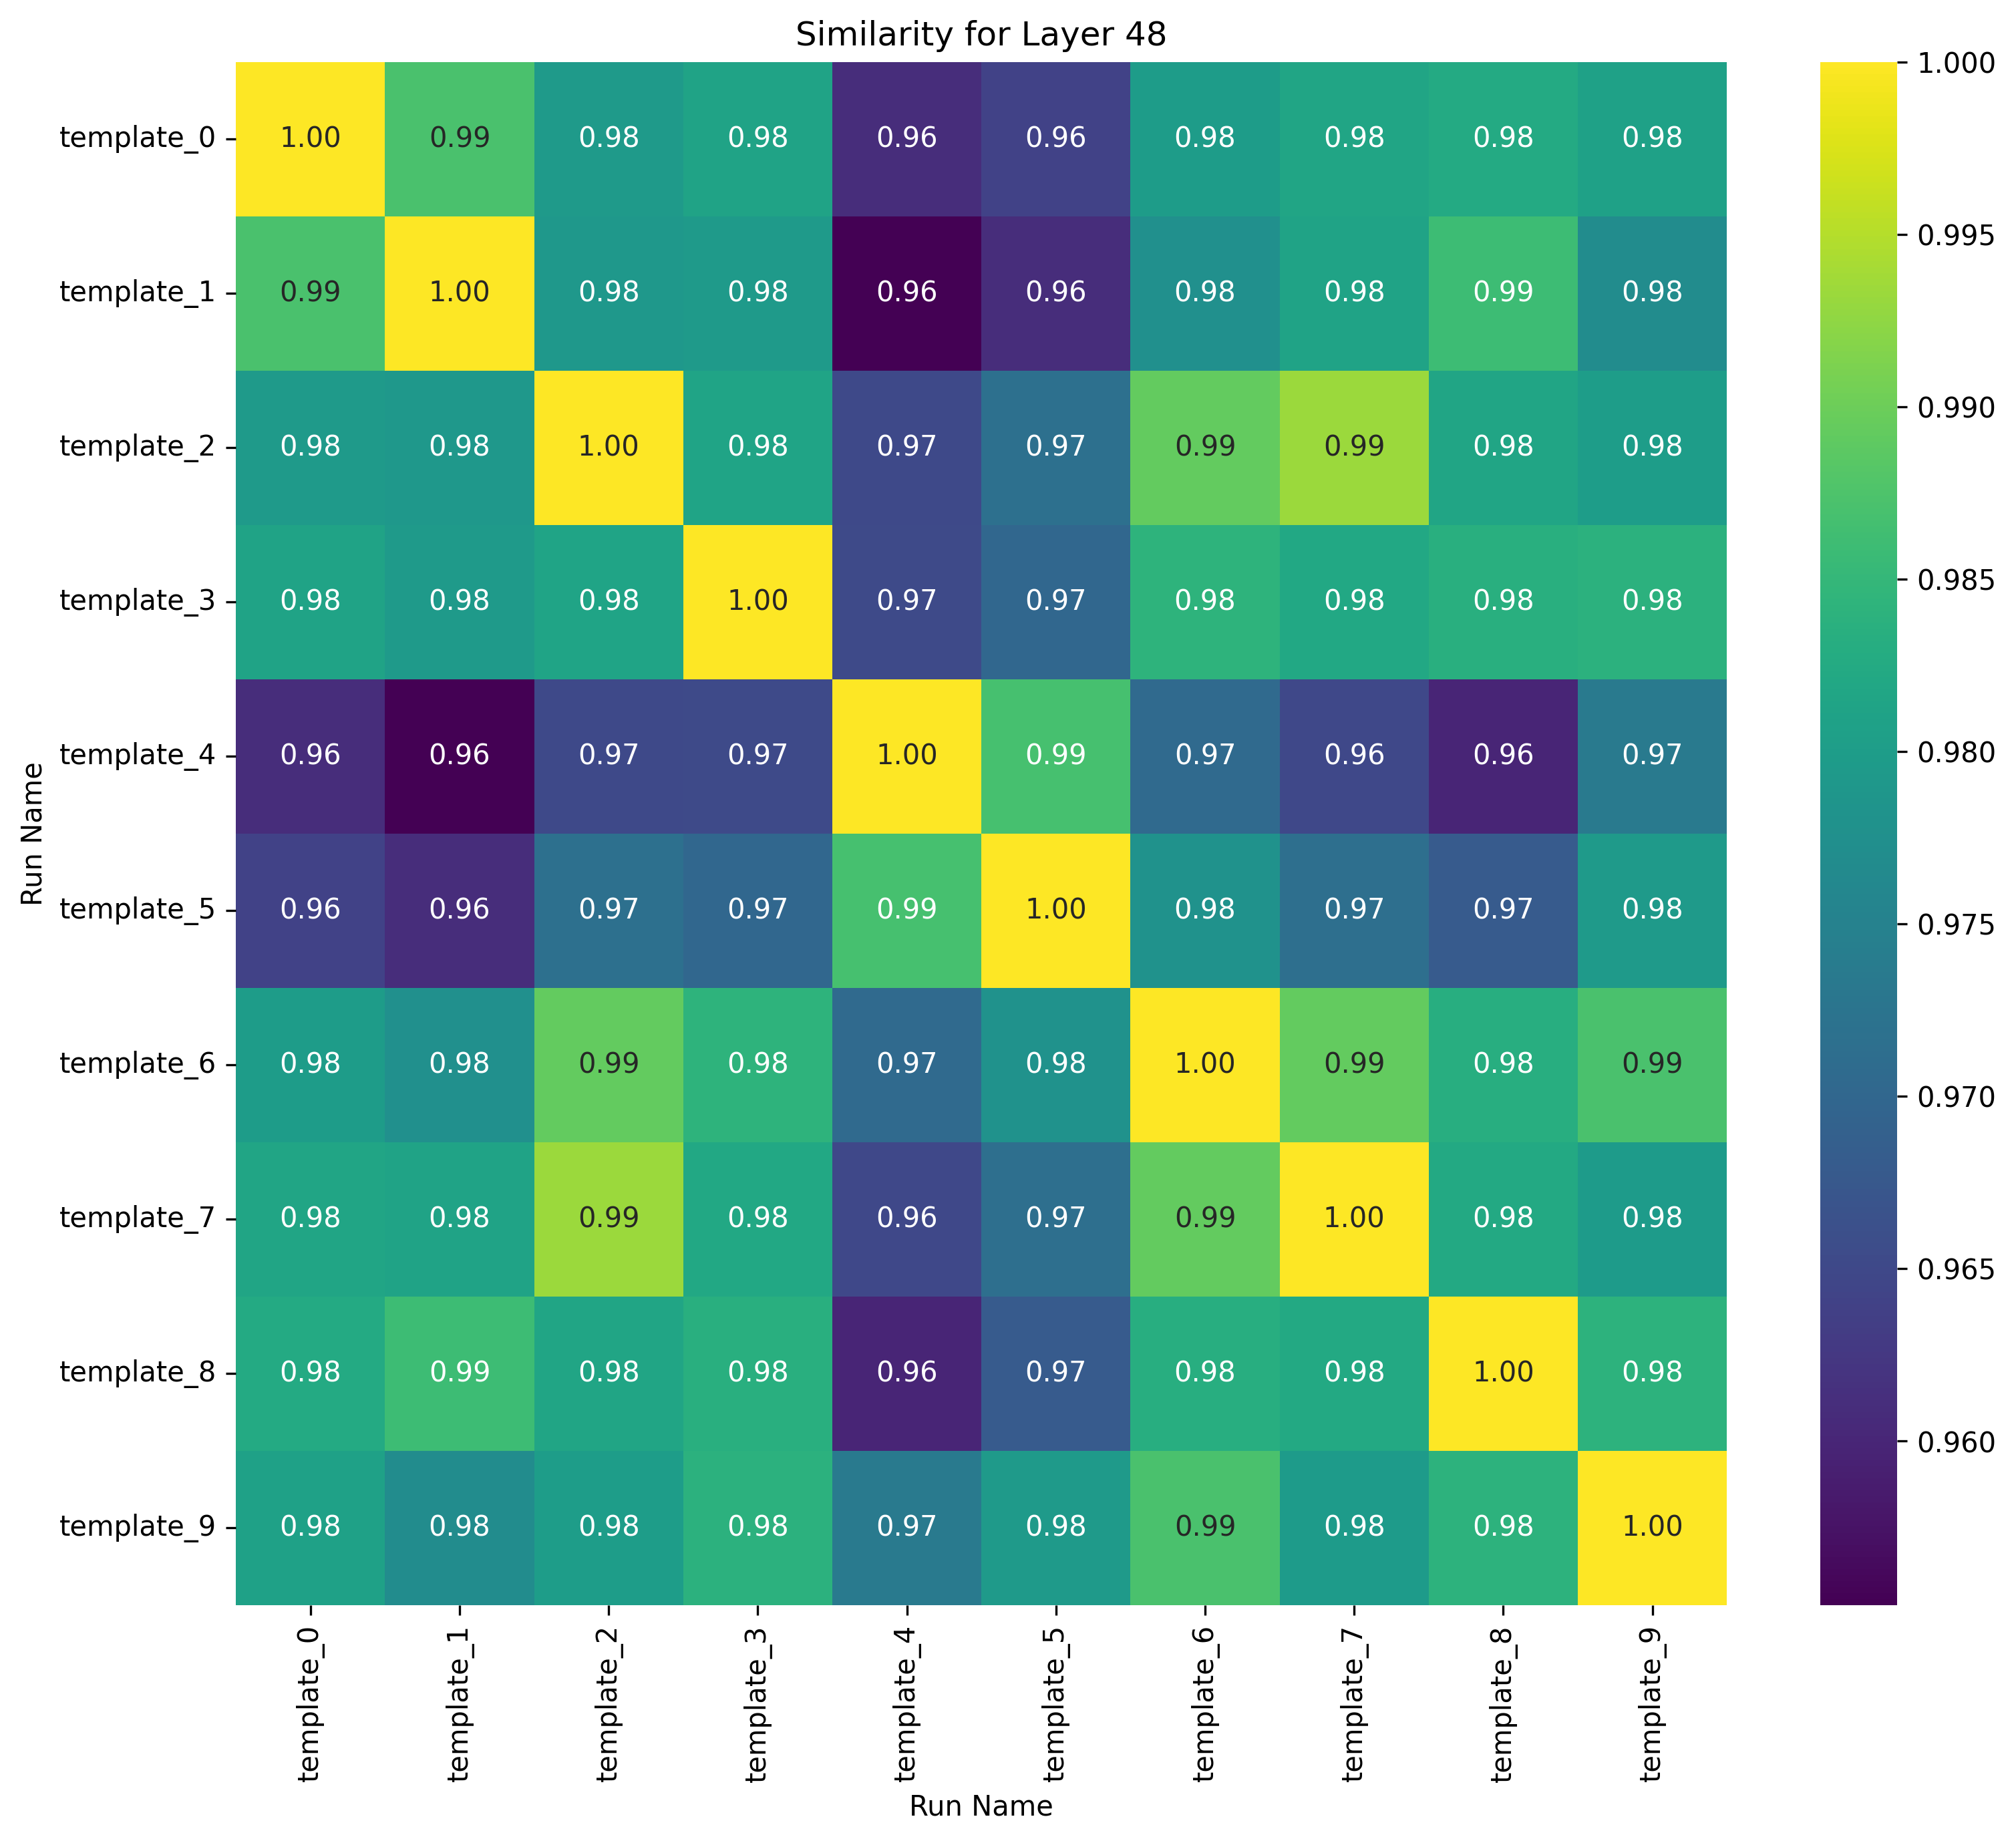 Similarity for Layer 48
1.000
template_0 1.00 0.99 0.98 0.98 0.96 0.96 0.98 0.98 0.98 0.98
0.995
template_1 0.99 1.00 0.98 0.98 0.96 0.96 0.98 0.98 0.99 0.98
0.990
template_2 0.98 0.98 1.00 0.98 0.97 0.97 0.99 0.99 0.98 0.98
0.985
template_3 0.98 0.98 0.98 1.00 0.97 0.97 0.98 0.98 0.98 0.98
0.980
template_4 0.96 0.96 0.97 0.97 1.00 0.99 0.97 0.96 0.96 0.97
Run Name
template_5 0.96 0.96 0.97 0.97 0.99 1.00 0.98 0.97 0.97 0.98
0.975
template_6 0.98 0.98 0.99 0.98 0.97 0.98 1.00 0.99 0.98 0.99
0.970
template_7 0.98 0.98 0.99 0.98 0.96 0.97 0.99 1.00 0.98 0.98
0.965
template_8 0.98 0.99 0.98 0.98 0.96 0.97 0.98 0.98 1.00 0.98
0.960
template_9 0.98 0.98 0.98 0.98 0.97 0.98 0.99 0.98 0.98 1.00
template_0 template_1 template_2 template_3 template_4 template_5 template_6 template_7 template_8 template_9
Run Name